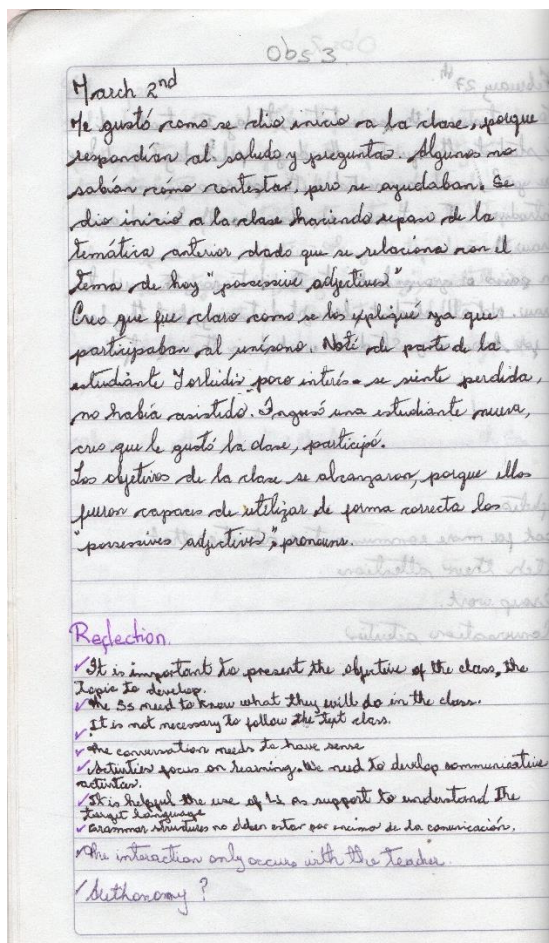 Obs 3
March 2nd
Me gustó como se dio inicio a la clase, porque
respondían al saludo y preguntas. Algunos no
sabían cómo contestar, pero se ayudaban. Se
dio inicio a la clase haciendo repaso de la
temática anterior dado que se relaciona con el
tema de hoy "possessive adjectives"
Creo que fue claro como se los expliqué ya que
participaban al unísono. Noté de parte de la
estudiante Yorleidis poco interés. se siente perdida,
no había asistido. Ingresó una estudiante nueva,
creo que le gustó la clase, participó.
Los objetivos de la clase se alcanzaron, porque ellos
fueron capaces de utilizar de forma correcta los
"possessives adjectives", pronouns.
Reflection.
✓ It is important to present the objective of the class, the
topic to develop.
✓ The Ss need to know what they will do in the class.
✓ It is not necessary to follow the text class.
✓ The conversation needs to have sense
✓ Activities focus on learning. We need to develop communicative
activities.
✓ It is helpful the use of L1 as support to understand the
target language
✓ Grammar structures no deben estar por encima de la comunicación.
✓ The interaction only occurs with the teacher.
✓ Authonomy?